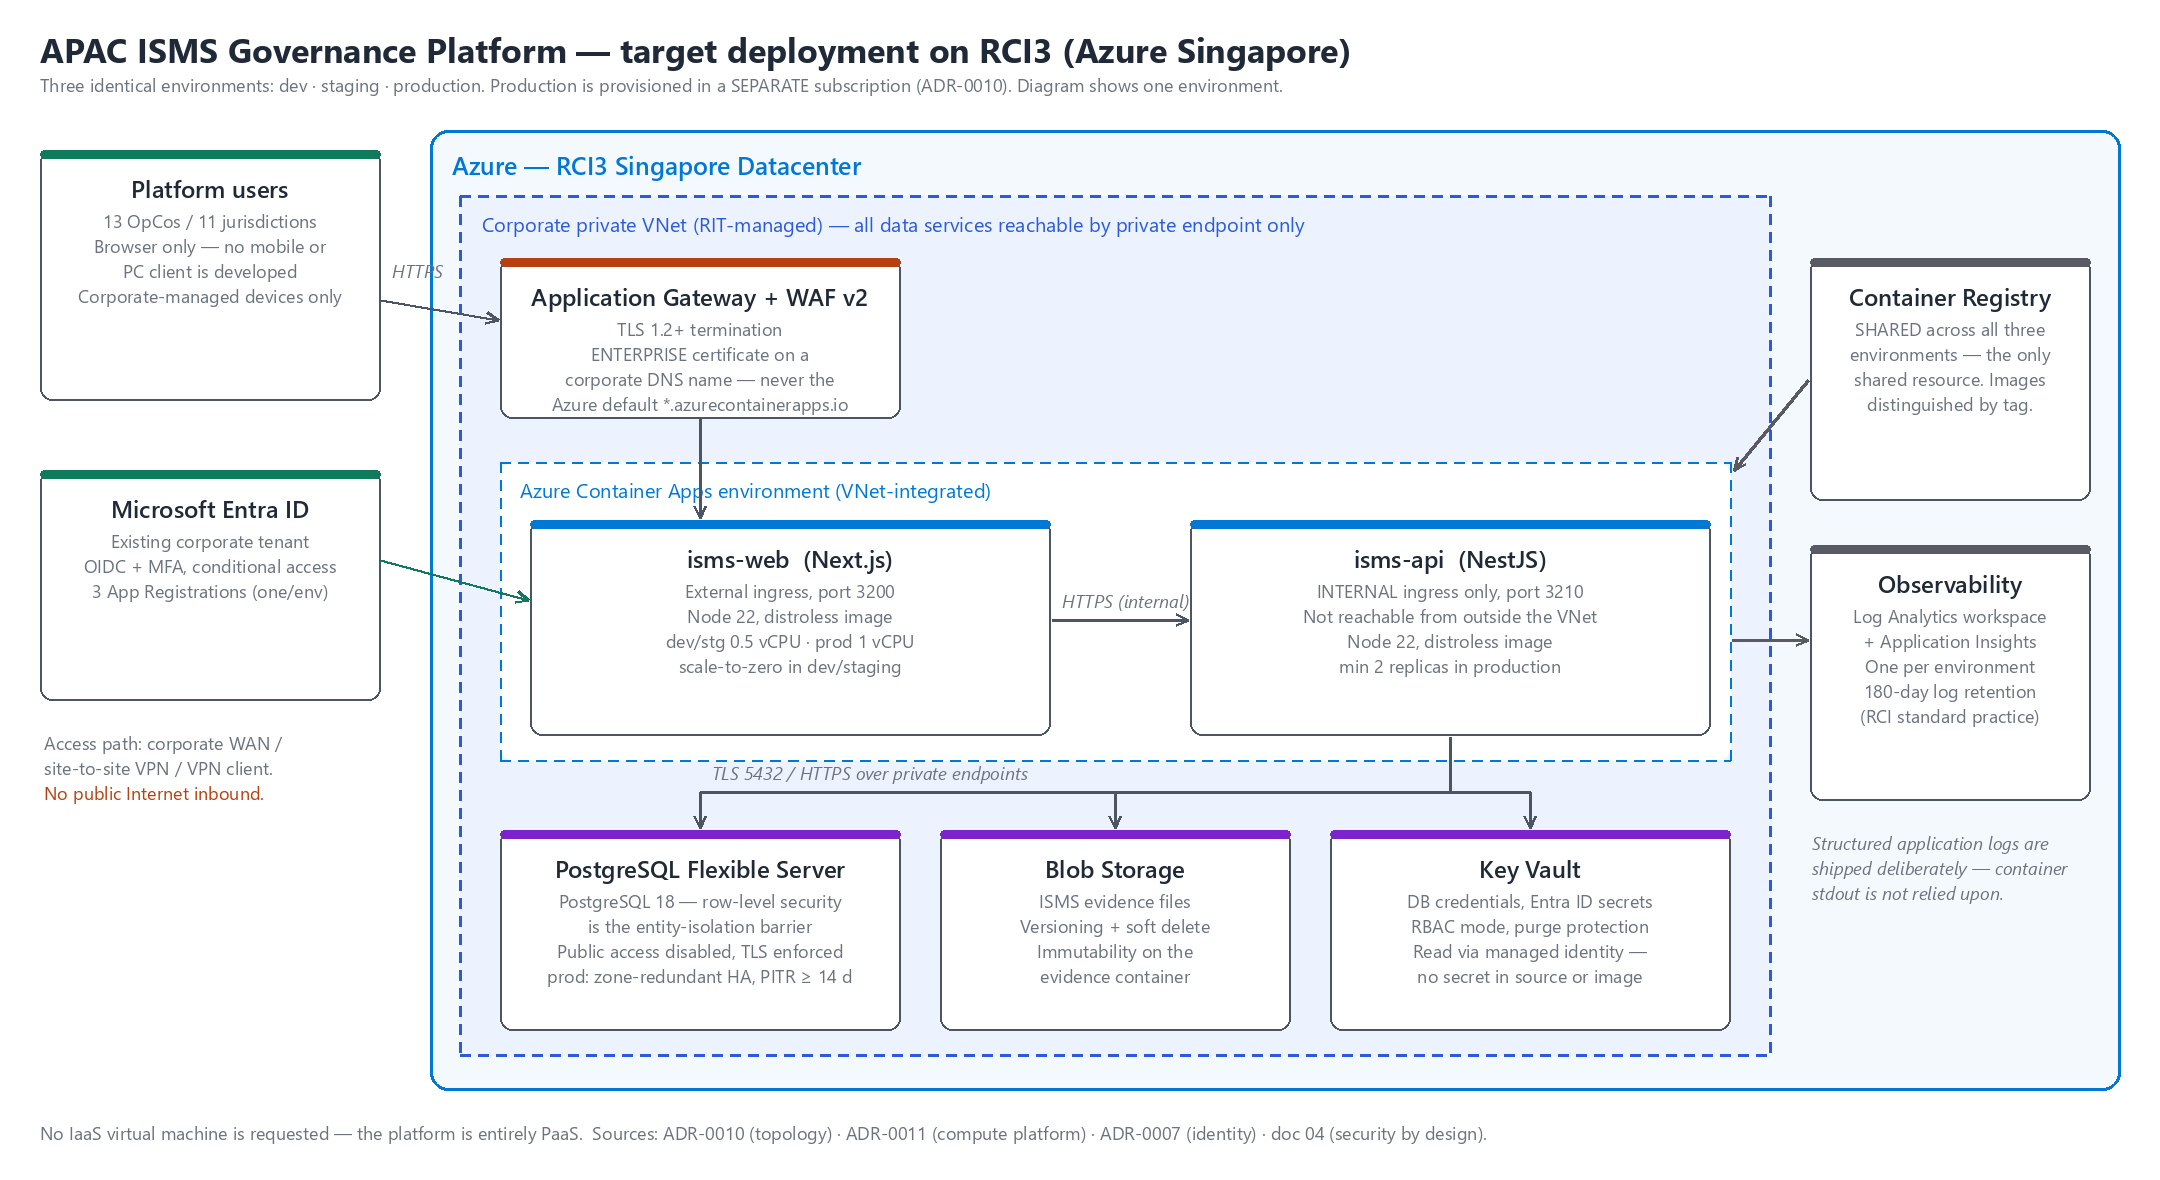 APAC ISMS Governance Platform — target deployment on RCI3 (Azure Singapore)
Three identical environments: dev · staging · production. Production is provisioned in a SEPARATE subscription (ADR-0010). Diagram shows one environment.
Platform users
13 OpCos / 11 jurisdictions
Browser only — no mobile or
PC client is developed
Corporate-managed devices only
HTTPS
Microsoft Entra ID
Existing corporate tenant
OIDC + MFA, conditional access
3 App Registrations (one/env)
Access path: corporate WAN /
site-to-site VPN / VPN client.
No public Internet inbound.
Azure — RCI3 Singapore Datacenter
Corporate private VNet (RIT-managed) — all data services reachable by private endpoint only
Application Gateway + WAF v2
TLS 1.2+ termination
ENTERPRISE certificate on a
corporate DNS name — never the
Azure default *.azurecontainerapps.io
Azure Container Apps environment (VNet-integrated)
isms-web (Next.js)
External ingress, port 3200
Node 22, distroless image
dev/stg 0.5 vCPU · prod 1 vCPU
scale-to-zero in dev/staging
HTTPS (internal)
isms-api (NestJS)
INTERNAL ingress only, port 3210
Not reachable from outside the VNet
Node 22, distroless image
min 2 replicas in production
TLS 5432 / HTTPS over private endpoints
PostgreSQL Flexible Server
PostgreSQL 18 — row-level security
is the entity-isolation barrier
Public access disabled, TLS enforced
prod: zone-redundant HA, PITR ≥ 14 d
Blob Storage
ISMS evidence files
Versioning + soft delete
Immutability on the
evidence container
Key Vault
DB credentials, Entra ID secrets
RBAC mode, purge protection
Read via managed identity —
no secret in source or image
Container Registry
SHARED across all three
environments — the only
shared resource. Images
distinguished by tag.
Observability
Log Analytics workspace
+ Application Insights
One per environment
180-day log retention
(RCI standard practice)
Structured application logs are
shipped deliberately — container
stdout is not relied upon.
No IaaS virtual machine is requested — the platform is entirely PaaS. Sources: ADR-0010 (topology) · ADR-0011 (compute platform) · ADR-0007 (identity) · doc 04 (security by design).